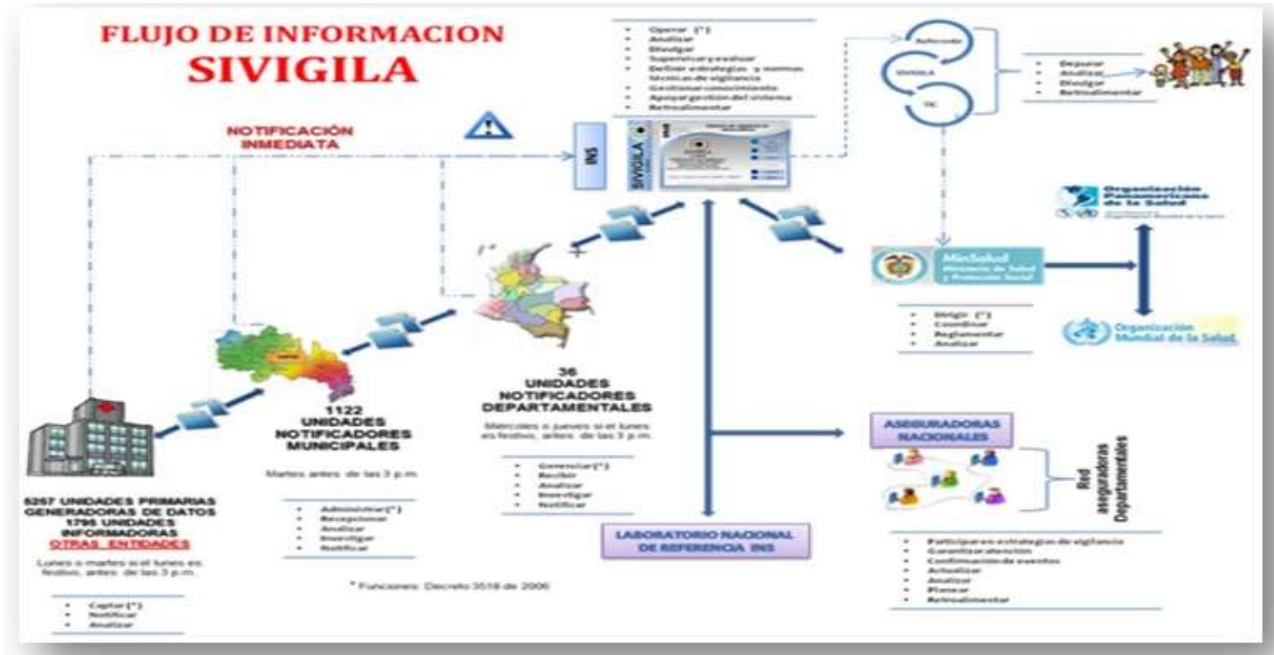 FLUJO DE INFORMACION
SIVIGILA
NOTIFICACIÓN
INMEDIATA
INS
SIVIGILA
• Operar (*)
• Analizar
• Divulgar
• Supervisar y evaluar
• Definir estrategias y normas
técnicas de vigilancia
• Gestionar conocimiento
• Apoyar gestión del sistema
• Retroalimentar
Referente
SIVIGILA
TIC
• Depurar
• Analizar
• Divulgar
• Retroalimentar
Organización
Panamericana
de la Salud
Organización Mundial de la Salud
MinSalud
Ministerio de Salud
y Protección Social
• Dirigir (*)
• Coordinar
• Reglamentar
• Analizar
Organización
Mundial de la Salud
36
UNIDADES
NOTIFICADORES
DEPARTAMENTALES
Miércoles o jueves si el lunes
es festivo, antes de las 3 p.m.
• Gerenciar(*)
• Recibir
• Analizar
• Investigar
• Notificar
1122
UNIDADES
NOTIFICADORES
MUNICIPALES
Martes antes de las 3 p.m.
• Administrar(*)
• Recepcionar
• Analizar
• Investigar
• Notificar
5257 UNIDADES PRIMARIAS
GENERADORAS DE DATOS
1795 UNIDADES
INFORMADORAS
OTRAS ENTIDADES
Lunes o martes si el lunes es
festivo, antes de las 3 p.m.
• Captar(*)
• Notificar
• Analizar
* Funciones: Decreto 3518 de 2006
LABORATORIO NACIONAL
DE REFERENCIA INS
ASEGURADORAS
NACIONALES
Red
aseguradoras
Departamentales
• Participar en estrategias de vigilancia
• Garantizar atención
• Confirmación de eventos
• Actualizar
• Analizar
• Planear
• Retroalimentar